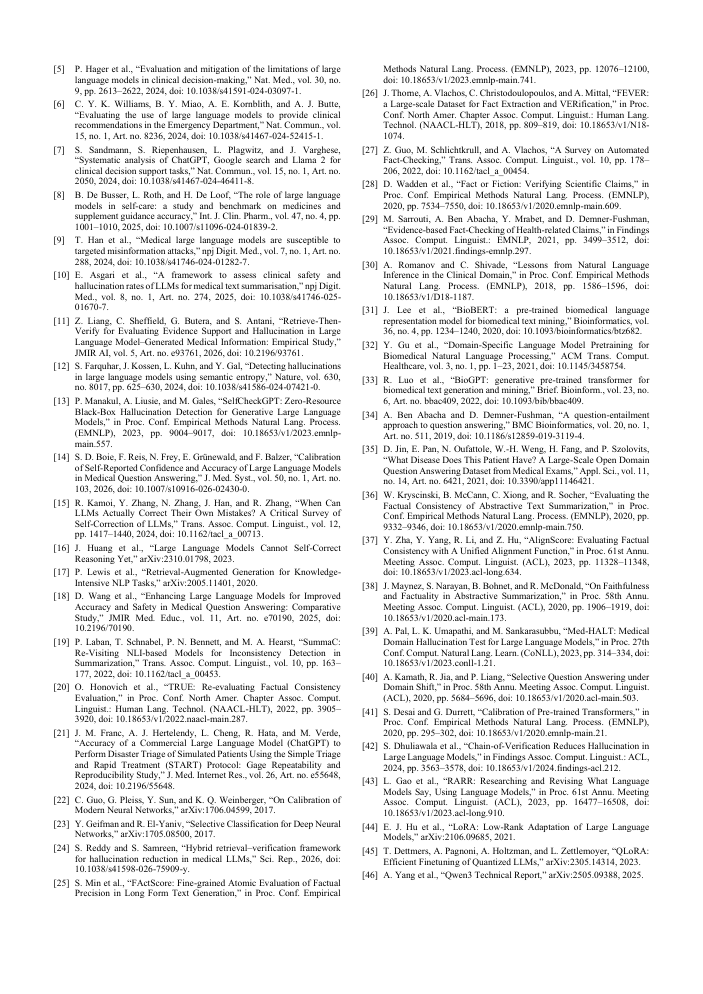 [5] P. Hager et al., “Evaluation and mitigation of the limitations of large
language models in clinical decision-making,” Nat. Med., vol. 30, no.
9, pp. 2613–2622, 2024, doi: 10.1038/s41591-024-03097-1.
[6] C. Y. K. Williams, B. Y. Miao, A. E. Kornblith, and A. J. Butte,
“Evaluating the use of large language models to provide clinical
recommendations in the Emergency Department,” Nat. Commun., vol.
15, no. 1, Art. no. 8236, 2024, doi: 10.1038/s41467-024-52415-1.
[7] S. Sandmann, S. Riepenhausen, L. Plagwitz, and J. Varghese,
“Systematic analysis of ChatGPT, Google search and Llama 2 for
clinical decision support tasks,” Nat. Commun., vol. 15, no. 1, Art. no.
2050, 2024, doi: 10.1038/s41467-024-46411-8.
[8] B. De Busser, L. Roth, and H. De Loof, “The role of large language
models in self-care: a study and benchmark on medicines and
supplement guidance accuracy,” Int. J. Clin. Pharm., vol. 47, no. 4, pp.
1001–1010, 2025, doi: 10.1007/s11096-024-01839-2.
[9] T. Han et al., “Medical large language models are susceptible to
targeted misinformation attacks,” npj Digit. Med., vol. 7, no. 1, Art. no.
288, 2024, doi: 10.1038/s41746-024-01282-7.
[10] E. Asgari et al., “A framework to assess clinical safety and
hallucination rates of LLMs for medical text summarisation,” npj Digit.
Med., vol. 8, no. 1, Art. no. 274, 2025, doi: 10.1038/s41746-025-
01670-7.
[11] Z. Liang, C. Sheffield, G. Butera, and S. Antani, “Retrieve-Then-
Verify for Evaluating Evidence Support and Hallucination in Large
Language Model–Generated Medical Information: Empirical Study,”
JMIR AI, vol. 5, Art. no. e93761, 2026, doi: 10.2196/93761.
[12] S. Farquhar, J. Kossen, L. Kuhn, and Y. Gal, “Detecting hallucinations
in large language models using semantic entropy,” Nature, vol. 630,
no. 8017, pp. 625–630, 2024, doi: 10.1038/s41586-024-07421-0.
[13] P. Manakul, A. Liusie, and M. Gales, “SelfCheckGPT: Zero-Resource
Black-Box Hallucination Detection for Generative Large Language
Models,” in Proc. Conf. Empirical Methods Natural Lang. Process.
(EMNLP), 2023, pp. 9004–9017, doi: 10.18653/v1/2023.emnlp-
main.557.
[14] S. D. Boie, F. Reis, N. Frey, E. Grünewald, and F. Balzer, “Calibration
of Self-Reported Confidence and Accuracy of Large Language Models
in Medical Question Answering,” J. Med. Syst., vol. 50, no. 1, Art. no.
103, 2026, doi: 10.1007/s10916-026-02430-0.
[15] R. Kamoi, Y. Zhang, N. Zhang, J. Han, and R. Zhang, “When Can
LLMs Actually Correct Their Own Mistakes? A Critical Survey of
Self-Correction of LLMs,” Trans. Assoc. Comput. Linguist., vol. 12,
pp. 1417–1440, 2024, doi: 10.1162/tacl_a_00713.
[16] J. Huang et al., “Large Language Models Cannot Self-Correct
Reasoning Yet,” arXiv:2310.01798, 2023.
[17] P. Lewis et al., “Retrieval-Augmented Generation for Knowledge-
Intensive NLP Tasks,” arXiv:2005.11401, 2020.
[18] D. Wang et al., “Enhancing Large Language Models for Improved
Accuracy and Safety in Medical Question Answering: Comparative
Study,” JMIR Med. Educ., vol. 11, Art. no. e70190, 2025, doi:
10.2196/70190.
[19] P. Laban, T. Schnabel, P. N. Bennett, and M. A. Hearst, “SummaC:
Re-Visiting NLI-based Models for Inconsistency Detection in
Summarization,” Trans. Assoc. Comput. Linguist., vol. 10, pp. 163–
177, 2022, doi: 10.1162/tacl_a_00453.
[20] O. Honovich et al., “TRUE: Re-evaluating Factual Consistency
Evaluation,” in Proc. Conf. North Amer. Chapter Assoc. Comput.
Linguist.: Human Lang. Technol. (NAACL-HLT), 2022, pp. 3905–
3920, doi: 10.18653/v1/2022.naacl-main.287.
[21] J. M. Franc, A. J. Hertelendy, L. Cheng, R. Hata, and M. Verde,
“Accuracy of a Commercial Large Language Model (ChatGPT) to
Perform Disaster Triage of Simulated Patients Using the Simple Triage
and Rapid Treatment (START) Protocol: Gage Repeatability and
Reproducibility Study,” J. Med. Internet Res., vol. 26, Art. no. e55648,
2024, doi: 10.2196/55648.
[22] C. Guo, G. Pleiss, Y. Sun, and K. Q. Weinberger, “On Calibration of
Modern Neural Networks,” arXiv:1706.04599, 2017.
[23] Y. Geifman and R. El-Yaniv, “Selective Classification for Deep Neural
Networks,” arXiv:1705.08500, 2017.
[24] S. Reddy and S. Samreen, “Hybrid retrieval–verification framework
for hallucination reduction in medical LLMs,” Sci. Rep., 2026, doi:
10.1038/s41598-026-75909-y.
[25] S. Min et al., “FActScore: Fine-grained Atomic Evaluation of Factual
Precision in Long Form Text Generation,” in Proc. Conf. Empirical
Methods Natural Lang. Process. (EMNLP), 2023, pp. 12076–12100,
doi: 10.18653/v1/2023.emnlp-main.741.
[26] J. Thorne, A. Vlachos, C. Christodoulopoulos, and A. Mittal, “FEVER:
a Large-scale Dataset for Fact Extraction and VERification,” in Proc.
Conf. North Amer. Chapter Assoc. Comput. Linguist.: Human Lang.
Technol. (NAACL-HLT), 2018, pp. 809–819, doi: 10.18653/v1/N18-
1074.
[27] Z. Guo, M. Schlichtkrull, and A. Vlachos, “A Survey on Automated
Fact-Checking,” Trans. Assoc. Comput. Linguist., vol. 10, pp. 178–
206, 2022, doi: 10.1162/tacl_a_00454.
[28] D. Wadden et al., “Fact or Fiction: Verifying Scientific Claims,” in
Proc. Conf. Empirical Methods Natural Lang. Process. (EMNLP),
2020, pp. 7534–7550, doi: 10.18653/v1/2020.emnlp-main.609.
[29] M. Sarrouti, A. Ben Abacha, Y. Mrabet, and D. Demner-Fushman,
“Evidence-based Fact-Checking of Health-related Claims,” in Findings
Assoc. Comput. Linguist.: EMNLP, 2021, pp. 3499–3512, doi:
10.18653/v1/2021.findings-emnlp.297.
[30] A. Romanov and C. Shivade, “Lessons from Natural Language
Inference in the Clinical Domain,” in Proc. Conf. Empirical Methods
Natural Lang. Process. (EMNLP), 2018, pp. 1586–1596, doi:
10.18653/v1/D18-1187.
[31] J. Lee et al., “BioBERT: a pre-trained biomedical language
representation model for biomedical text mining,” Bioinformatics, vol.
36, no. 4, pp. 1234–1240, 2020, doi: 10.1093/bioinformatics/btz682.
[32] Y. Gu et al., “Domain-Specific Language Model Pretraining for
Biomedical Natural Language Processing,” ACM Trans. Comput.
Healthcare, vol. 3, no. 1, pp. 1–23, 2021, doi: 10.1145/3458754.
[33] R. Luo et al., “BioGPT: generative pre-trained transformer for
biomedical text generation and mining,” Brief. Bioinform., vol. 23, no.
6, Art. no. bbac409, 2022, doi: 10.1093/bib/bbac409.
[34] A. Ben Abacha and D. Demner-Fushman, “A question-entailment
approach to question answering,” BMC Bioinformatics, vol. 20, no. 1,
Art. no. 511, 2019, doi: 10.1186/s12859-019-3119-4.
[35] D. Jin, E. Pan, N. Oufattole, W.-H. Weng, H. Fang, and P. Szolovits,
“What Disease Does This Patient Have? A Large-Scale Open Domain
Question Answering Dataset from Medical Exams,” Appl. Sci., vol. 11,
no. 14, Art. no. 6421, 2021, doi: 10.3390/app11146421.
[36] W. Kryscinski, B. McCann, C. Xiong, and R. Socher, “Evaluating the
Factual Consistency of Abstractive Text Summarization,” in Proc.
Conf. Empirical Methods Natural Lang. Process. (EMNLP), 2020, pp.
9332–9346, doi: 10.18653/v1/2020.emnlp-main.750.
[37] Y. Zha, Y. Yang, R. Li, and Z. Hu, “AlignScore: Evaluating Factual
Consistency with A Unified Alignment Function,” in Proc. 61st Annu.
Meeting Assoc. Comput. Linguist. (ACL), 2023, pp. 11328–11348,
doi: 10.18653/v1/2023.acl-long.634.
[38] J. Maynez, S. Narayan, B. Bohnet, and R. McDonald, “On Faithfulness
and Factuality in Abstractive Summarization,” in Proc. 58th Annu.
Meeting Assoc. Comput. Linguist. (ACL), 2020, pp. 1906–1919, doi:
10.18653/v1/2020.acl-main.173.
[39] A. Pal, L. K. Umapathi, and M. Sankarasubbu, “Med-HALT: Medical
Domain Hallucination Test for Large Language Models,” in Proc. 27th
Conf. Comput. Natural Lang. Learn. (CoNLL), 2023, pp. 314–334, doi:
10.18653/v1/2023.conll-1.21.
[40] A. Kamath, R. Jia, and P. Liang, “Selective Question Answering under
Domain Shift,” in Proc. 58th Annu. Meeting Assoc. Comput. Linguist.
(ACL), 2020, pp. 5684–5696, doi: 10.18653/v1/2020.acl-main.503.
[41] S. Desai and G. Durrett, “Calibration of Pre-trained Transformers,” in
Proc. Conf. Empirical Methods Natural Lang. Process. (EMNLP),
2020, pp. 295–302, doi: 10.18653/v1/2020.emnlp-main.21.
[42] S. Dhuliawala et al., “Chain-of-Verification Reduces Hallucination in
Large Language Models,” in Findings Assoc. Comput. Linguist.: ACL,
2024, pp. 3563–3578, doi: 10.18653/v1/2024.findings-acl.212.
[43] L. Gao et al., “RARR: Researching and Revising What Language
Models Say, Using Language Models,” in Proc. 61st Annu. Meeting
Assoc. Comput. Linguist. (ACL), 2023, pp. 16477–16508, doi:
10.18653/v1/2023.acl-long.910.
[44] E. J. Hu et al., “LoRA: Low-Rank Adaptation of Large Language
Models,” arXiv:2106.09685, 2021.
[45] T. Dettmers, A. Pagnoni, A. Holtzman, and L. Zettlemoyer, “QLoRA:
Efficient Finetuning of Quantized LLMs,” arXiv:2305.14314, 2023.
[46] A. Yang et al., “Qwen3 Technical Report,” arXiv:2505.09388, 2025.